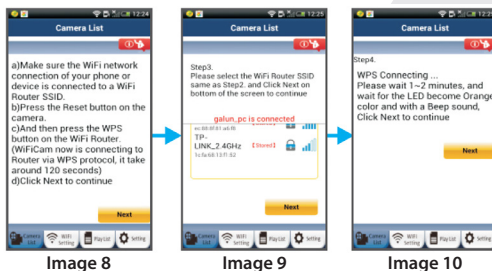 12:24
Camera List
a)Make sure the WiFi network
connection of your phone or
device is connected to a WiFi
Router SSID.
b)Press the Reset button on the
camera.
c)And then press the WPS
button on the WiFi Router.
(WiFiCam now is connecting to
Router via WPS protocol, it take
around 120 seconds)
d)Click Next to continue
Next
Camera List
WiFi Setting
Play List
Setting
Image 8
12:25
Camera List
Step3.
Please select the WiFi Router SSID
same as Step2. and Click Next on
bottom of the screen to continue
galun_pc is connected
TP-
LINK_2.4GHz
[Stored]
Next
Camera List
WiFi Setting
Play List
Setting
Image 9
12:25
Camera List
Step4.
WPS Connecting ...
Please wait 1~2 minutes, and
wait for the LED become Orange
color and with a Beep sound,
Click Next to continue
Next
Camera List
WiFi Setting
Play List
Setting
Image 10